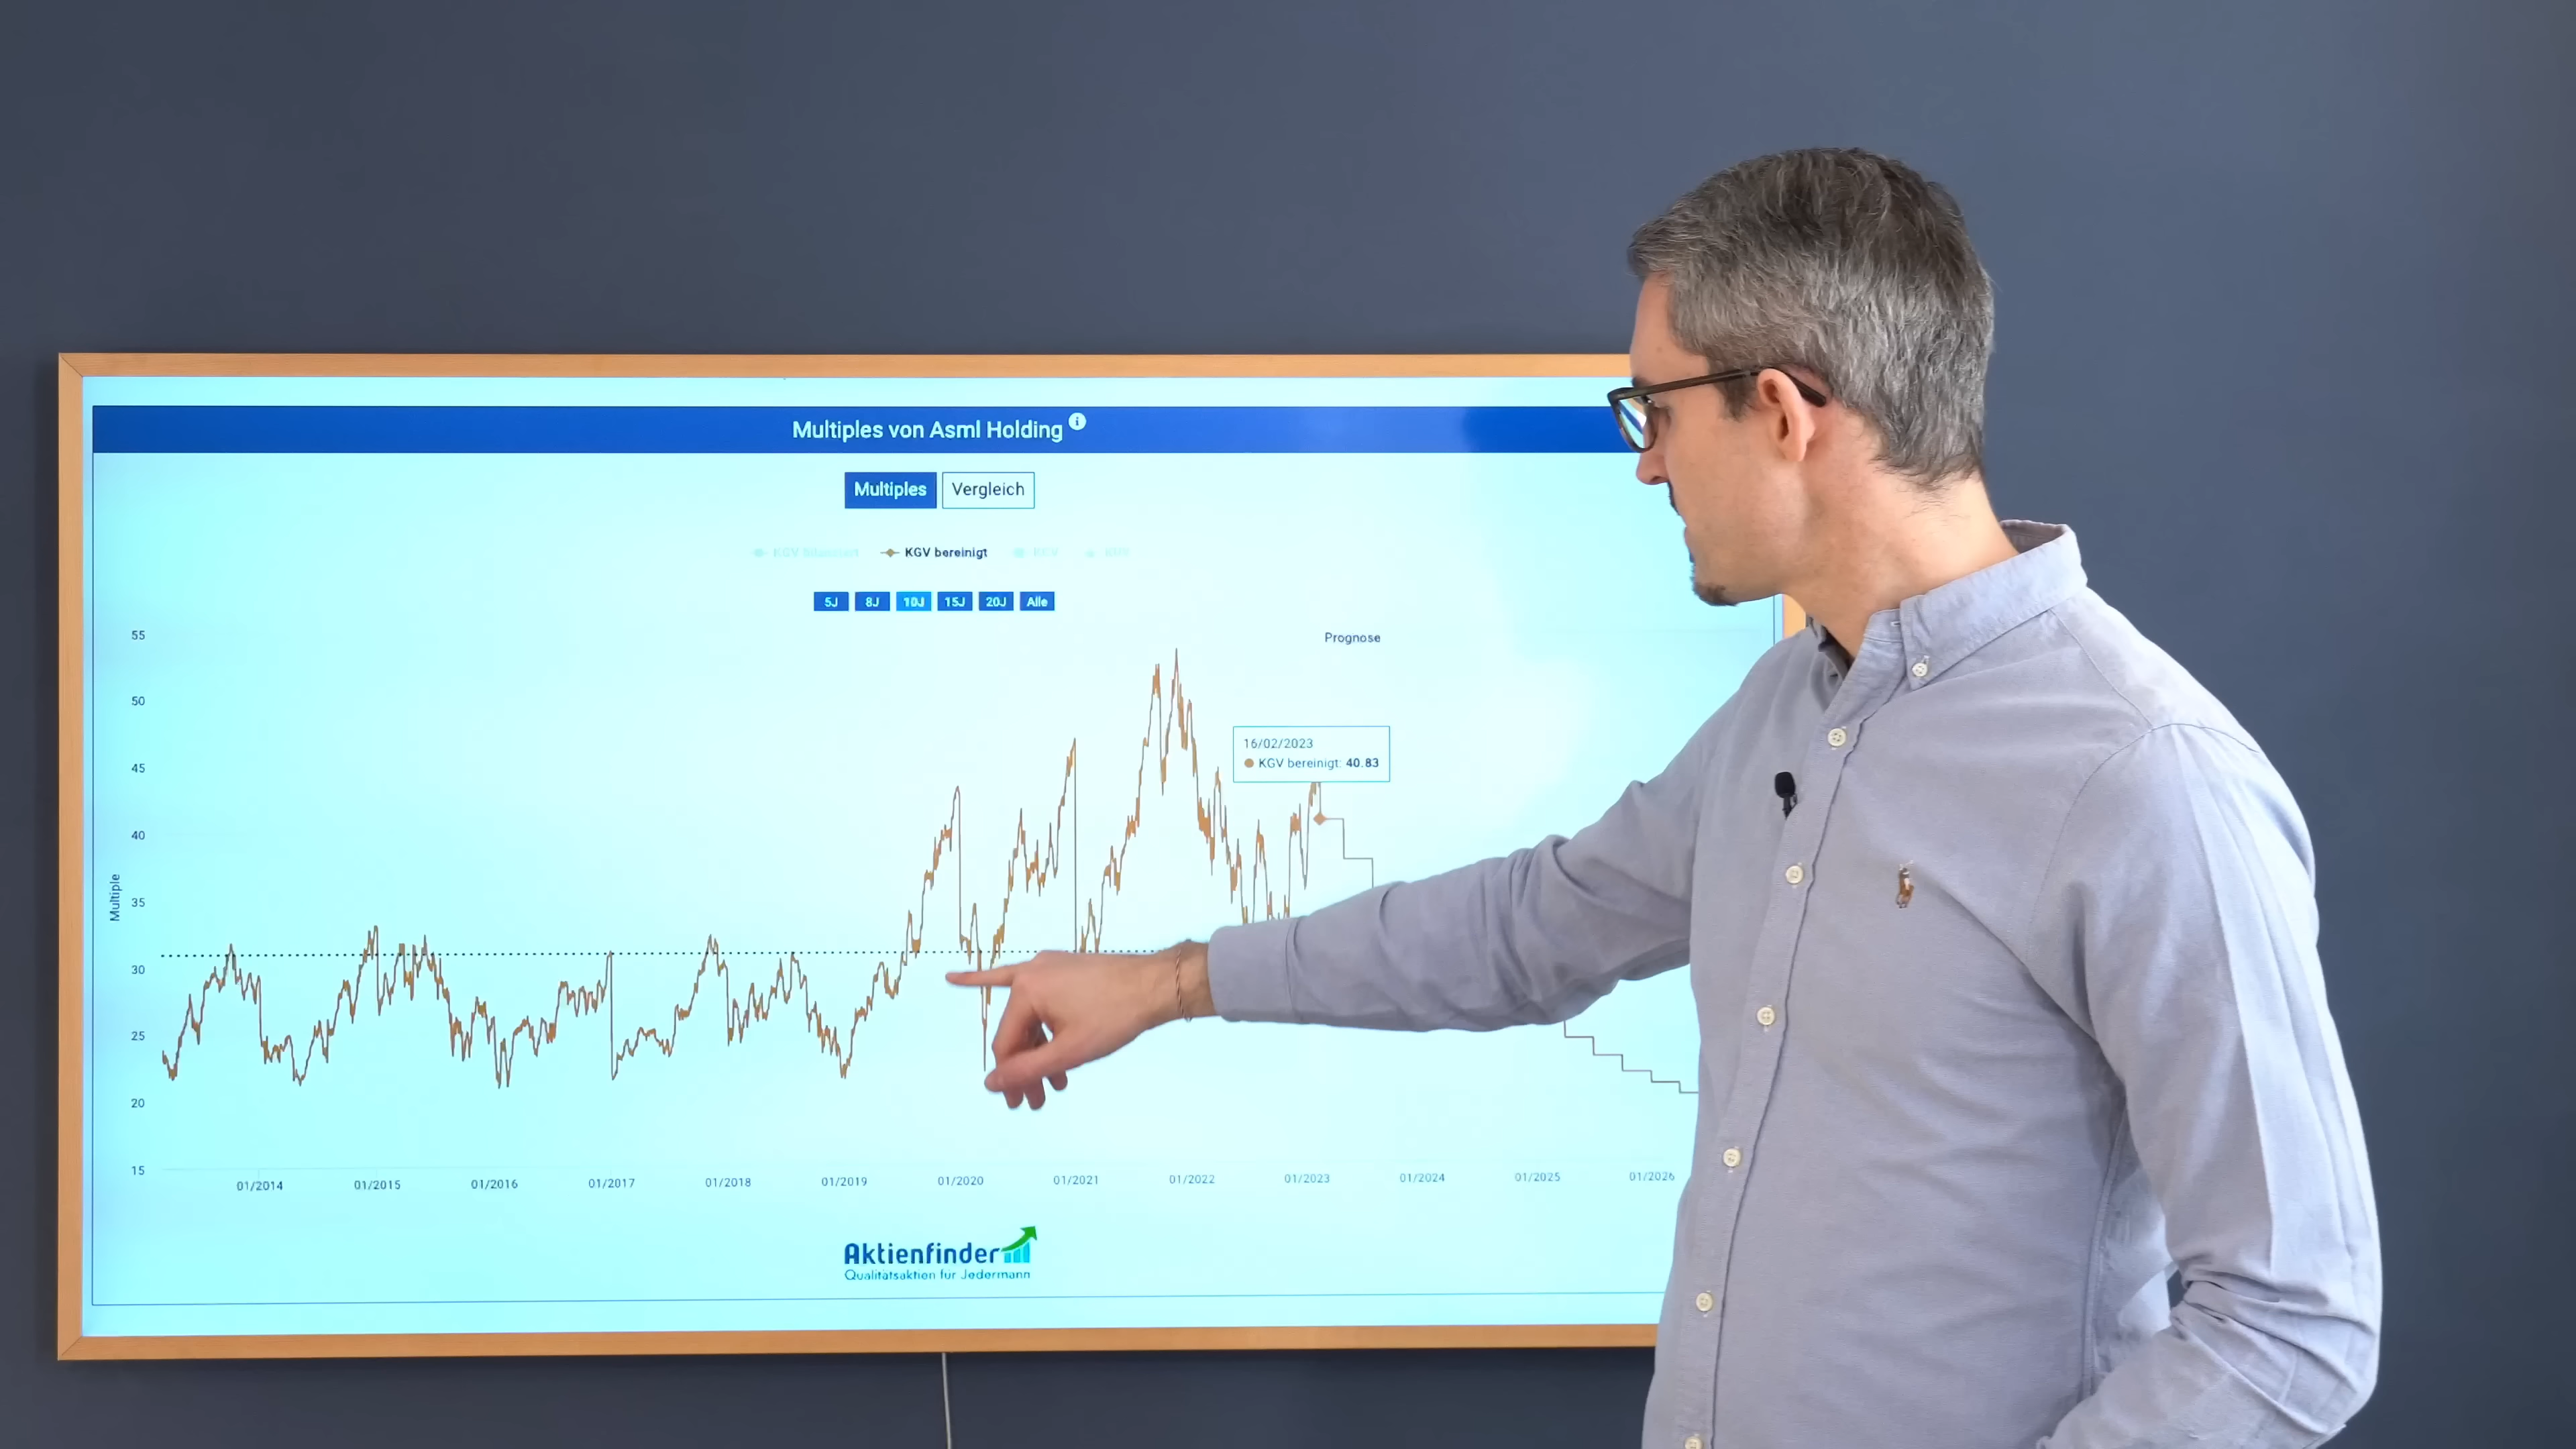 Multiples von Asml Holding i
Multiples Vergleich
KGV bereinigt
5J 8J 10J 15J 20J Alle
Prognose
16/02/2023
KGV bereinigt: 40.83
Multiple
55
50
45
40
35
30
25
20
15
01/2014 01/2015 01/2016 01/2017 01/2018 01/2019 01/2020 01/2021 01/2022 01/2023 01/2024 01/2025 01/2026
Aktienfinder
Qualitätsaktien für Jedermann